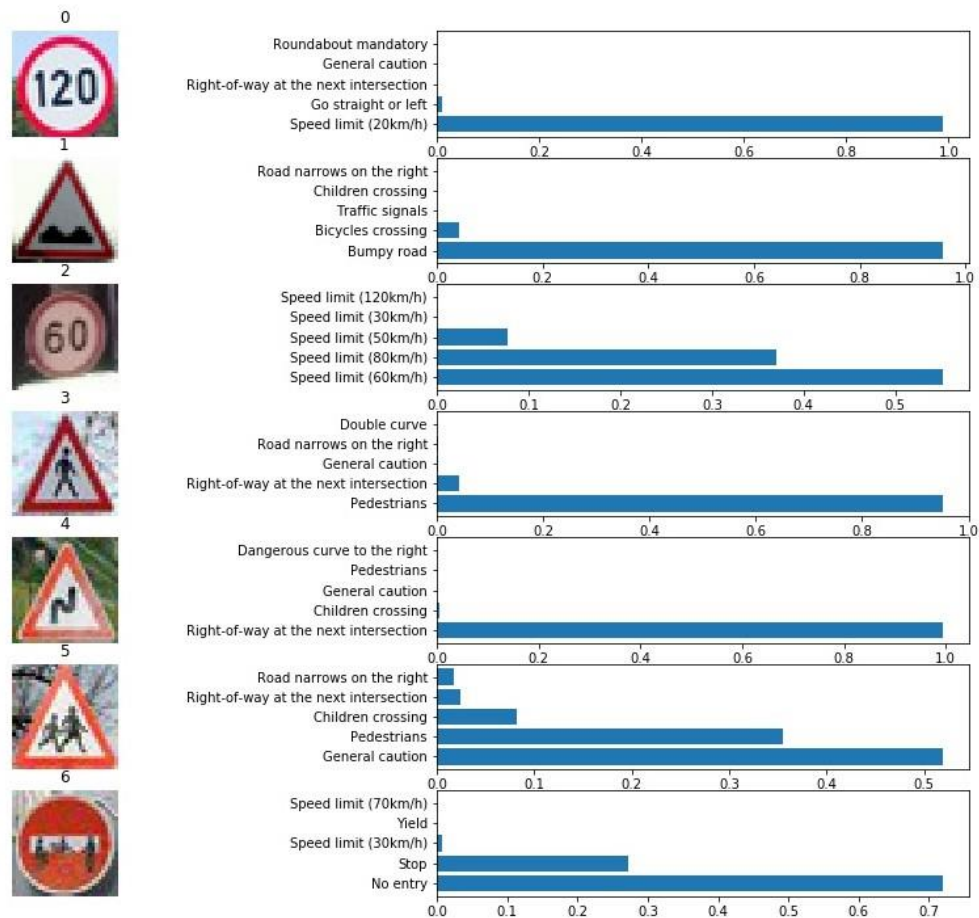 0
120
Roundabout mandatory
General caution
Right-of-way at the next intersection
Go straight or left
Speed limit (20km/h)
0.0 0.2 0.4 0.6 0.8 1.0
1
Road narrows on the right
Children crossing
Traffic signals
Bicycles crossing
Bumpy road
0.0 0.2 0.4 0.6 0.8 1.0
2
60
Speed limit (120km/h)
Speed limit (30km/h)
Speed limit (50km/h)
Speed limit (80km/h)
Speed limit (60km/h)
0.0 0.1 0.2 0.3 0.4 0.5
3
Double curve
Road narrows on the right
General caution
Right-of-way at the next intersection
Pedestrians
0.0 0.2 0.4 0.6 0.8 1.0
4
Dangerous curve to the right
Pedestrians
General caution
Children crossing
Right-of-way at the next intersection
0.0 0.2 0.4 0.6 0.8 1.0
5
Road narrows on the right
Right-of-way at the next intersection
Children crossing
Pedestrians
General caution
0.0 0.1 0.2 0.3 0.4 0.5
6
Speed limit (70km/h)
Yield
Speed limit (30km/h)
Stop
No entry
0.0 0.1 0.2 0.3 0.4 0.5 0.6 0.7